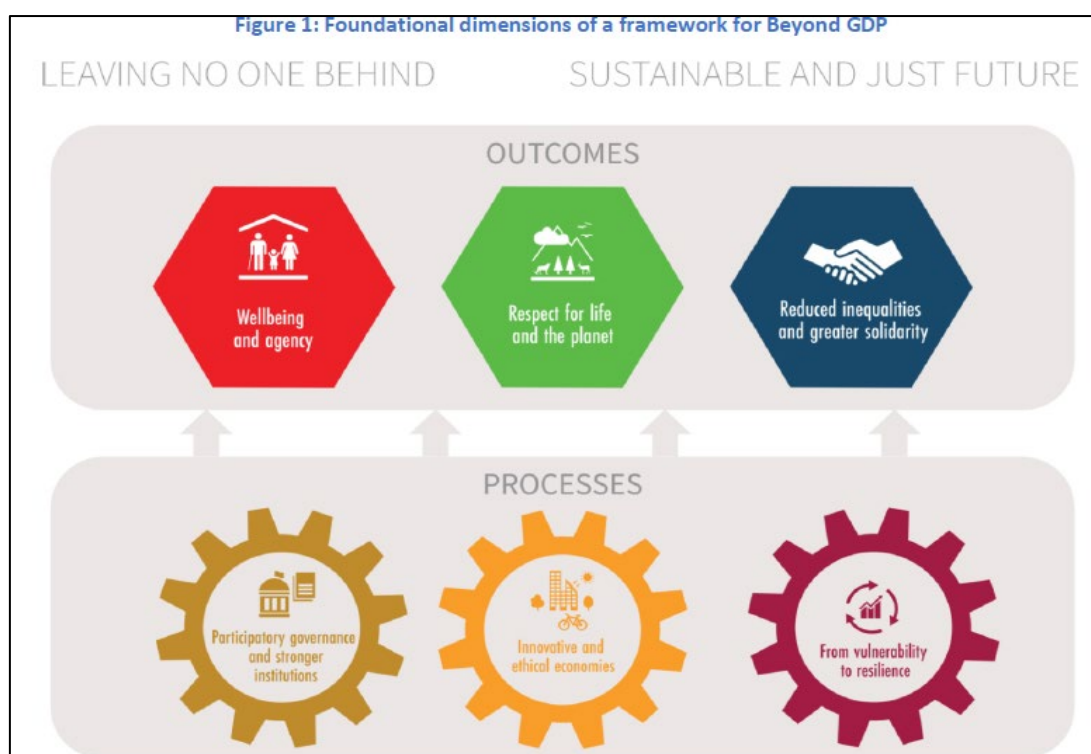 Figure 1: Foundational dimensions of a framework for Beyond GDP
LEAVING NO ONE BEHIND
SUSTAINABLE AND JUST FUTURE
OUTCOMES
Wellbeing
and agency
Respect for life
and the planet
Reduced inequalities
and greater solidarity
PROCESSES
Participatory governance
and stronger
institutions
Innovative and
ethical economies
From vulnerability
to resilience